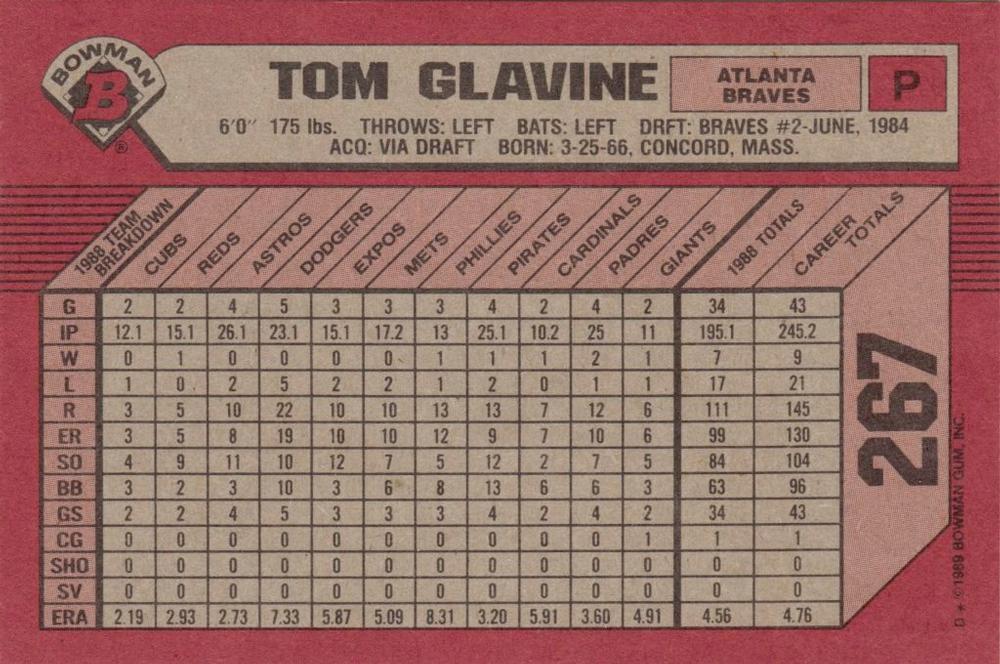 BOWMAN
B
®
TOM GLAVINE
ATLANTA
BRAVES
P
6'0" 175 lbs. THROWS: LEFT BATS: LEFT DRFT: BRAVES #2-JUNE, 1984
ACQ: VIA DRAFT BORN: 3-25-66, CONCORD, MASS.
1988 TEAM BREAKDOWN CUBS REDS ASTROS DODGERS EXPOS METS PHILLIES PIRATES CARDINALS PADRES GIANTS 1988 TOTALS CAREER TOTALS
G 2 2 4 5 3 3 3 4 2 4 2 34 43
IP 12.1 15.1 26.1 23.1 15.1 17.2 13 25.1 10.2 25 11 195.1 245.2
W 0 1 0 0 0 0 1 1 1 2 1 7 9
L 1 0 2 5 2 2 1 2 0 1 1 17 21
R 3 5 10 22 10 10 13 13 7 12 6 111 145
ER 3 5 8 19 10 10 12 9 7 10 6 99 130
SO 4 9 11 10 12 7 5 12 2 7 5 84 104
BB 3 2 3 10 3 6 8 13 6 6 3 63 96
GS 2 2 4 5 3 3 3 4 2 4 2 34 43
CG 0 0 0 0 0 0 0 0 0 0 1 1 1
SHO 0 0 0 0 0 0 0 0 0 0 0 0 0
SV 0 0 0 0 0 0 0 0 0 0 0 0 0
ERA 2.19 2.93 2.73 7.33 5.87 5.09 8.31 3.20 5.91 3.60 4.91 4.56 4.76
267
D * © 1989 BOWMAN GUM, INC.